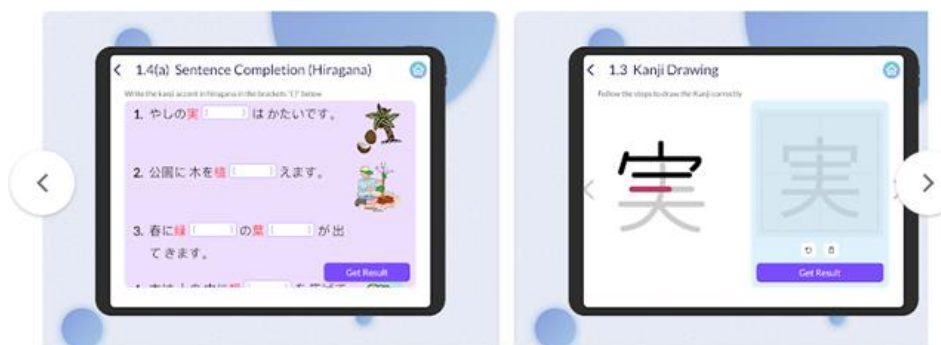 1.4(a) Sentence Completion (Hiragana)
Write the kanji accent in hiragana in the brackets "( )" below
1. やしの実( )はかたいです。
2. 公園に木を植( )えます。
3. 春に緑( )の葉( )が出
てきます。
Get Result
1.3 Kanji Drawing
Follow the steps to draw the Kanji correctly
実
実
Get Result